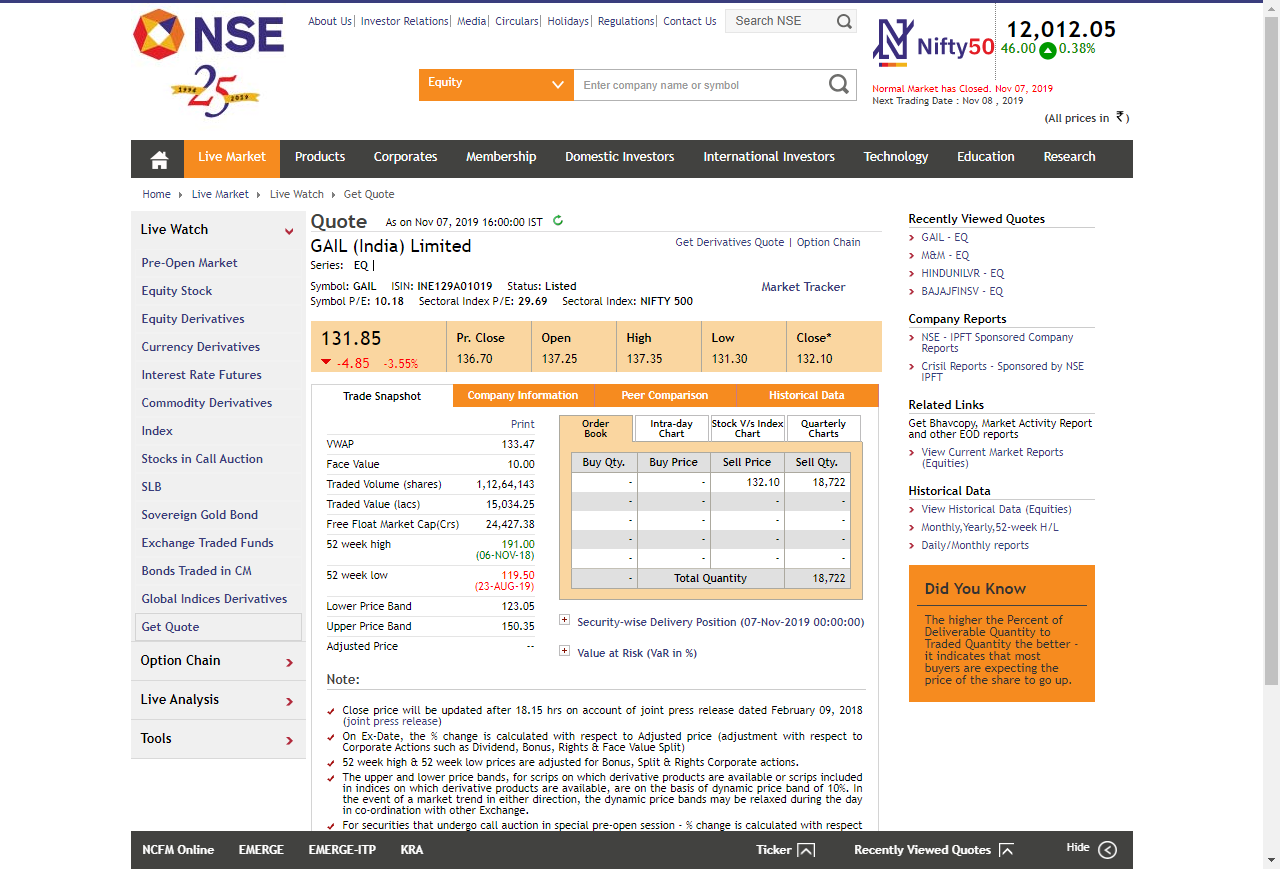 NSE
1994 25 2019
About Us| Investor Relations| Media| Circulars| Holidays| Regulations| Contact Us
Search NSE
Equity
Enter company name or symbol
Nifty50
12,012.05
46.00 0.38%
Normal Market has Closed. Nov 07, 2019
Next Trading Date : Nov 08 , 2019
(All prices in ₹)
Live Market Products Corporates Membership Domestic Investors International Investors Technology Education Research
Home Live Market Live Watch Get Quote
Live Watch
Pre-Open Market
Equity Stock
Equity Derivatives
Currency Derivatives
Interest Rate Futures
Commodity Derivatives
Index
Stocks in Call Auction
SLB
Sovereign Gold Bond
Exchange Traded Funds
Bonds Traded in CM
Global Indices Derivatives
Get Quote
Option Chain
Live Analysis
Tools
Quote As on Nov 07, 2019 16:00:00 IST
GAIL (India) Limited
Get Derivatives Quote | Option Chain
Series: EQ |
Symbol: GAIL ISIN: INE129A01019 Status: Listed
Market Tracker
Symbol P/E: 10.18 Sectoral Index P/E: 29.69 Sectoral Index: NIFTY 500
131.85
-4.85 -3.55%
Pr. Close Open High Low Close*
136.70 137.25 137.35 131.30 132.10
Trade Snapshot Company Information Peer Comparison Historical Data
Print
VWAP 133.47
Face Value 10.00
Traded Volume (shares) 1,12,64,143
Traded Value (lacs) 15,034.25
Free Float Market Cap(Crs) 24,427.38
52 week high 191.00
(06-NOV-18)
52 week low 119.50
(23-AUG-19)
Lower Price Band 123.05
Upper Price Band 150.35
Adjusted Price --
Order Book
Intra-day Chart
Stock V/s Index Chart
Quarterly Charts
Buy Qty. Buy Price Sell Price Sell Qty.
- - 132.10 18,722
- - - -
- - - -
- - - -
- - - -
- Total Quantity 18,722
Security-wise Delivery Position (07-Nov-2019 00:00:00)
Value at Risk (VaR in %)
Note:
Close price will be updated after 18.15 hrs on account of joint press release dated February 09, 2018
(joint press release)
On Ex-Date, the % change is calculated with respect to Adjusted price (adjustment with respect to
Corporate Actions such as Dividend, Bonus, Rights & Face Value Split)
52 week high & 52 week low prices are adjusted for Bonus, Split & Rights Corporate actions.
The upper and lower price bands, for scrips on which derivative products are available or scrips included
in indices on which derivative products are available, are on the basis of dynamic price band of 10%. In
the event of a market trend in either direction, the dynamic price bands may be relaxed during the day
in co-ordination with other Exchange.
For securities that undergo call auction in special pre-open session - % change is calculated with respect
Recently Viewed Quotes
GAIL - EQ
M&M - EQ
HINDUNILVR - EQ
BAJAJFINSV - EQ
Company Reports
NSE - IPFT Sponsored Company
Reports
Crisil Reports - Sponsored by NSE
IPFT
Related Links
Get Bhavcopy, Market Activity Report
and other EOD reports
View Current Market Reports
(Equities)
Historical Data
View Historical Data (Equities)
Monthly,Yearly,52-week H/L
Daily/Monthly reports
Did You Know
The higher the Percent of
Deliverable Quantity to
Traded Quantity the better -
it indicates that most
buyers are expecting the
price of the share to go up.
NCFM Online EMERGE EMERGE-ITP KRA Ticker Recently Viewed Quotes Hide